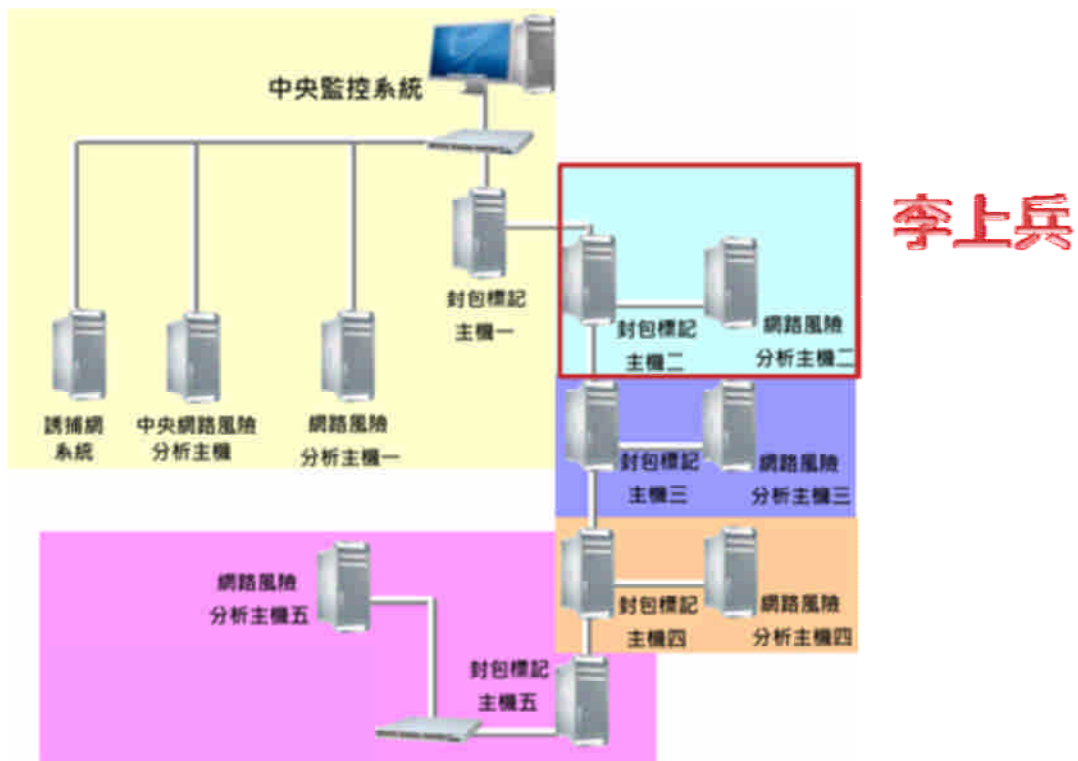 中央監控系統
李上兵
封包標記
主機一
封包標記
主機二
網路風險
分析主機二
誘捕網
系統
中央網路風險
分析主機
網路風險
分析主機一
封包標記
主機三
網路風險
分析主機三
網路風險
分析主機五
封包標記
主機四
網路風險
分析主機四
封包標記
主機五